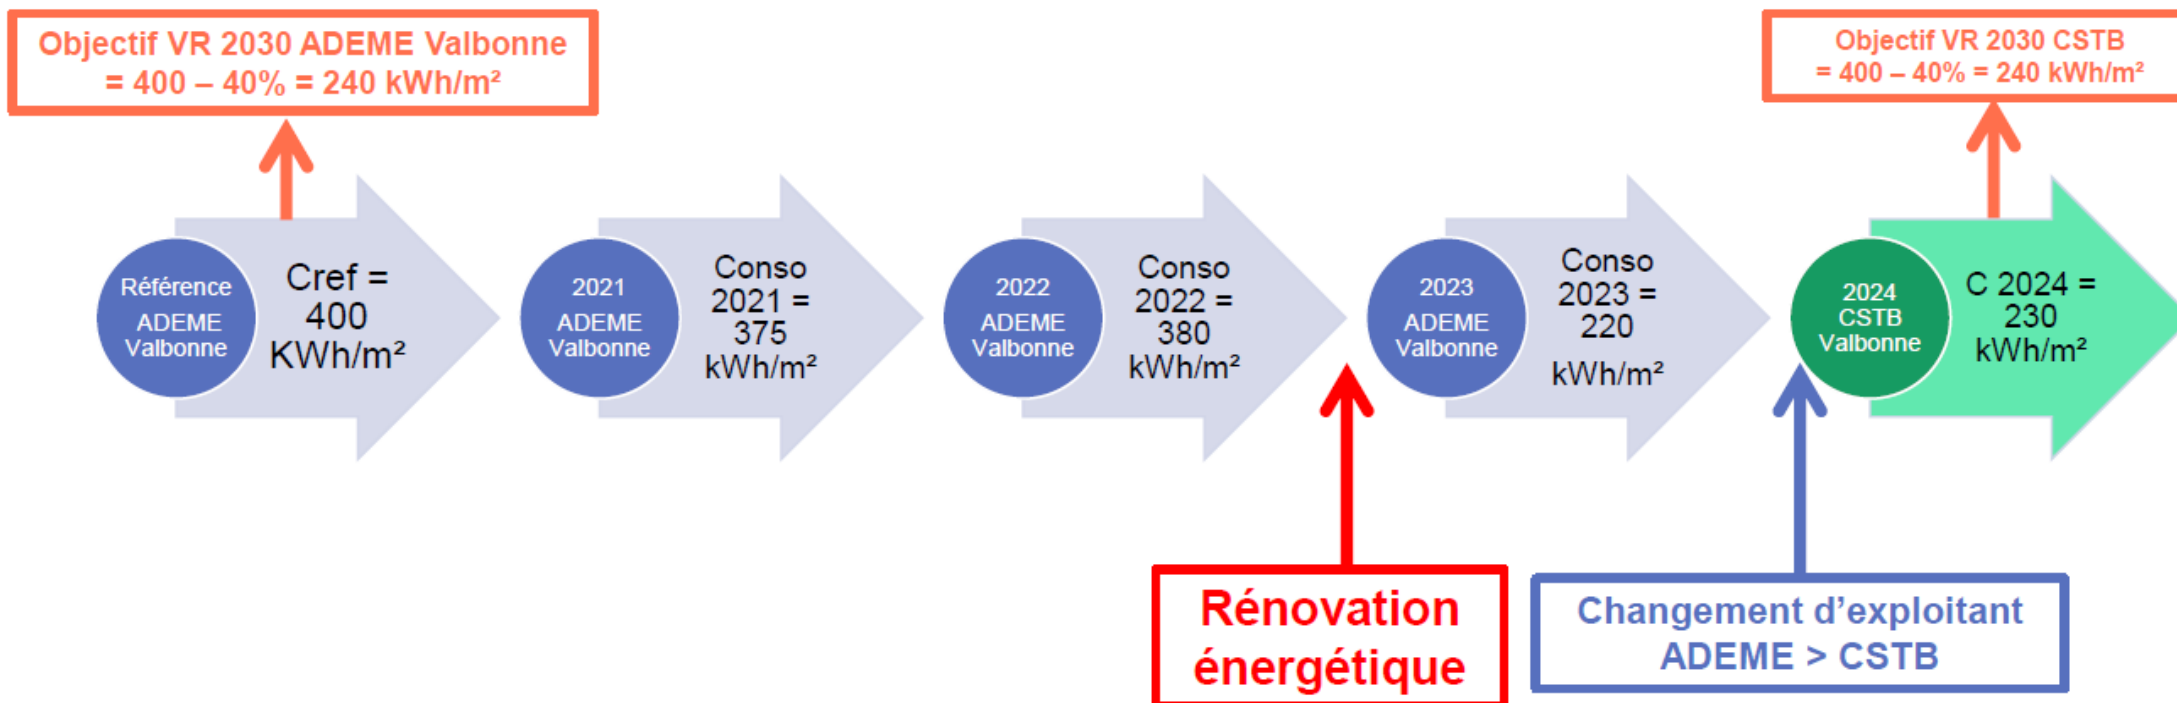 Objectif VR 2030 ADEME Valbonne
= 400 – 40% = 240 kWh/m²
Objectif VR 2030 CSTB
= 400 – 40% = 240 kWh/m²
Référence
ADEME
Valbonne
Cref =
400
KWh/m²
2021
ADEME
Valbonne
Conso
2021 =
375
kWh/m²
2022
ADEME
Valbonne
Conso
2022 =
380
kWh/m²
2023
ADEME
Valbonne
Conso
2023 =
220
kWh/m²
2024
CSTB
Valbonne
C 2024 =
230
kWh/m²
Rénovation
énergétique
Changement d’exploitant
ADEME > CSTB